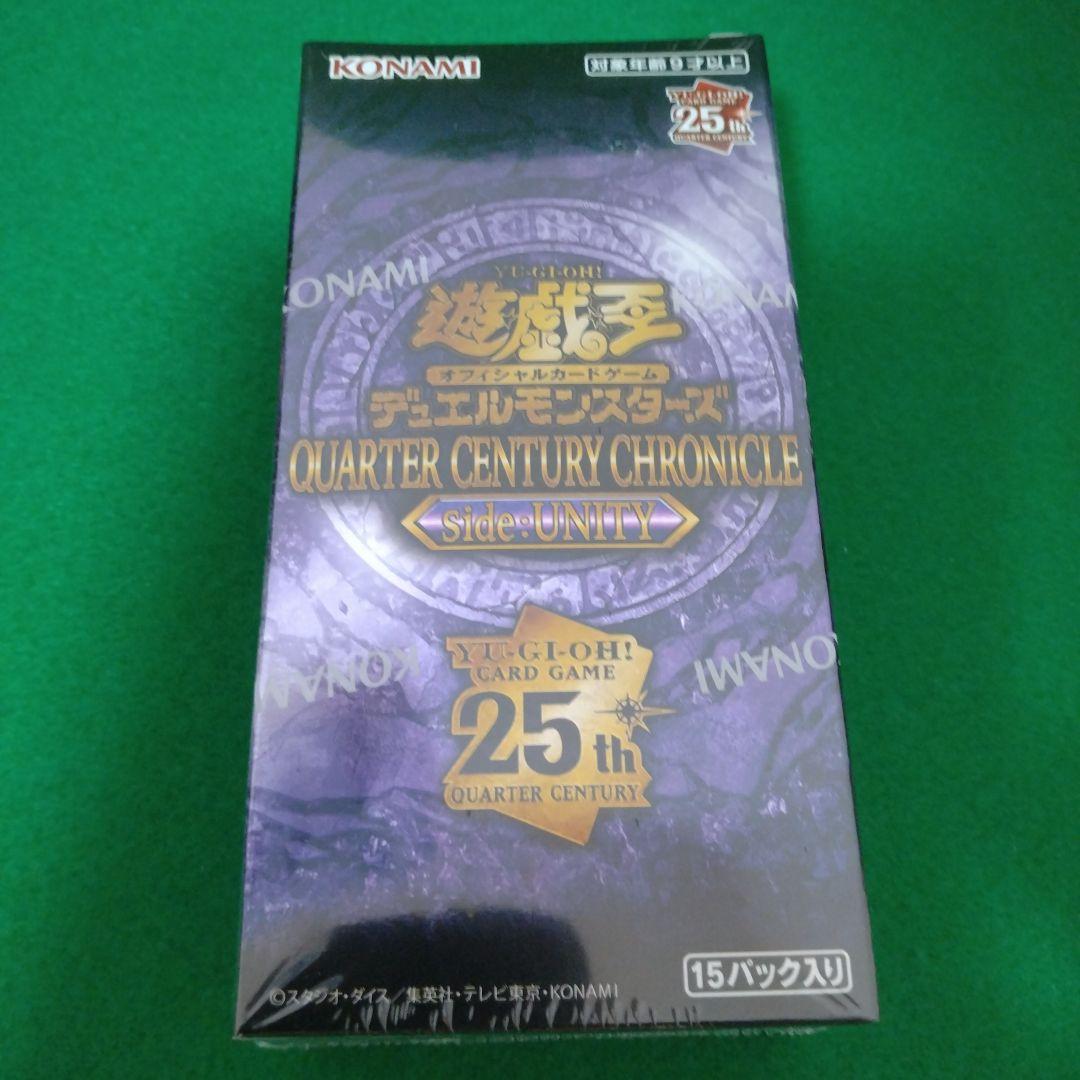 KONAMI
対象年齢9才以上
YU-GI-OH!
CARD GAME
25th
QUARTER CENTURY
KONAMI
KONAMI
YU-GI-OH!
遊☆戯☆王
オフィシャルカードゲーム
デュエルモンスターズ
QUARTER CENTURY CHRONICLE
side:UNITY
YU-GI-OH!
CARD GAME
25th
QUARTER CENTURY
KONAMI
KONAMI
15パック入り
©スタジオ・ダイス/集英社・テレビ東京・KONAMI